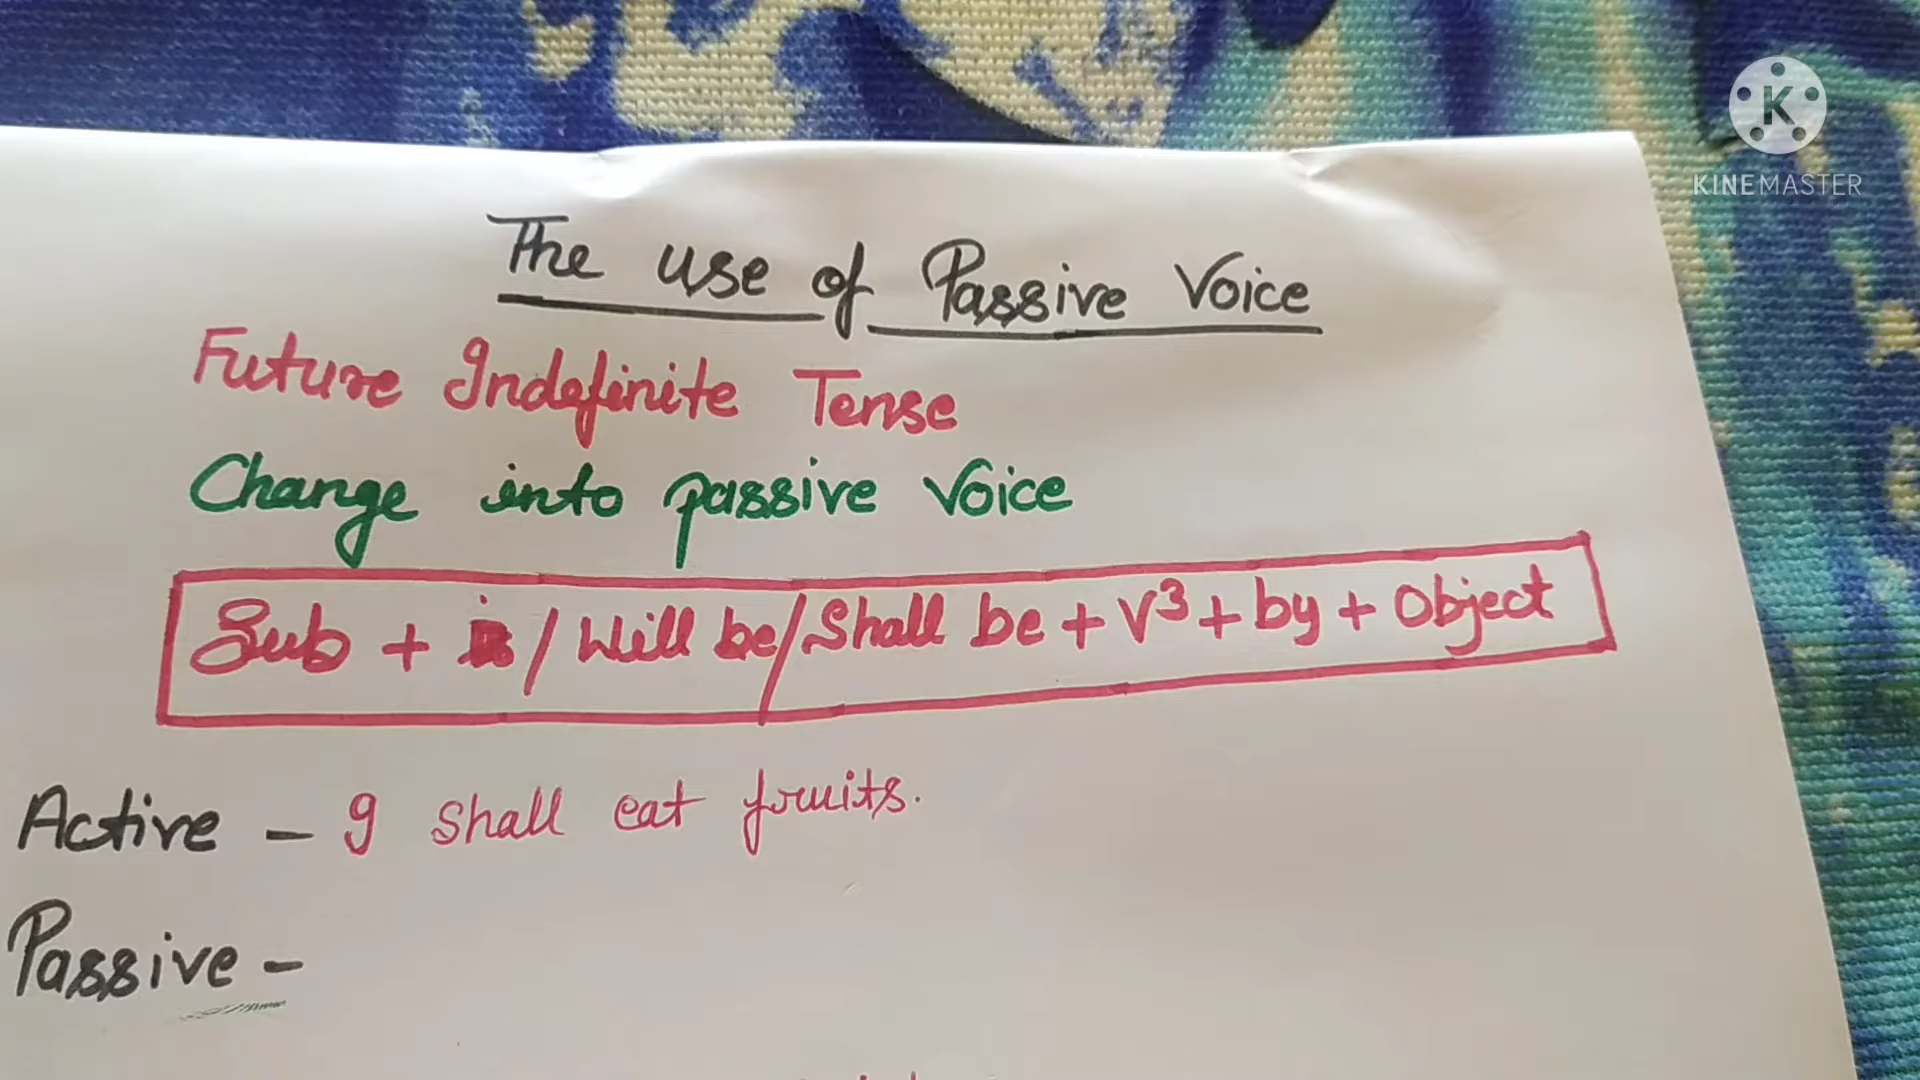 K
KINEMASTER
The use of Passive Voice
Future Indefinite Tense
Change into passive Voice
Sub + / Will be / Shall be + V³ + by + Object
Active - I shall eat fruits.
Passive -